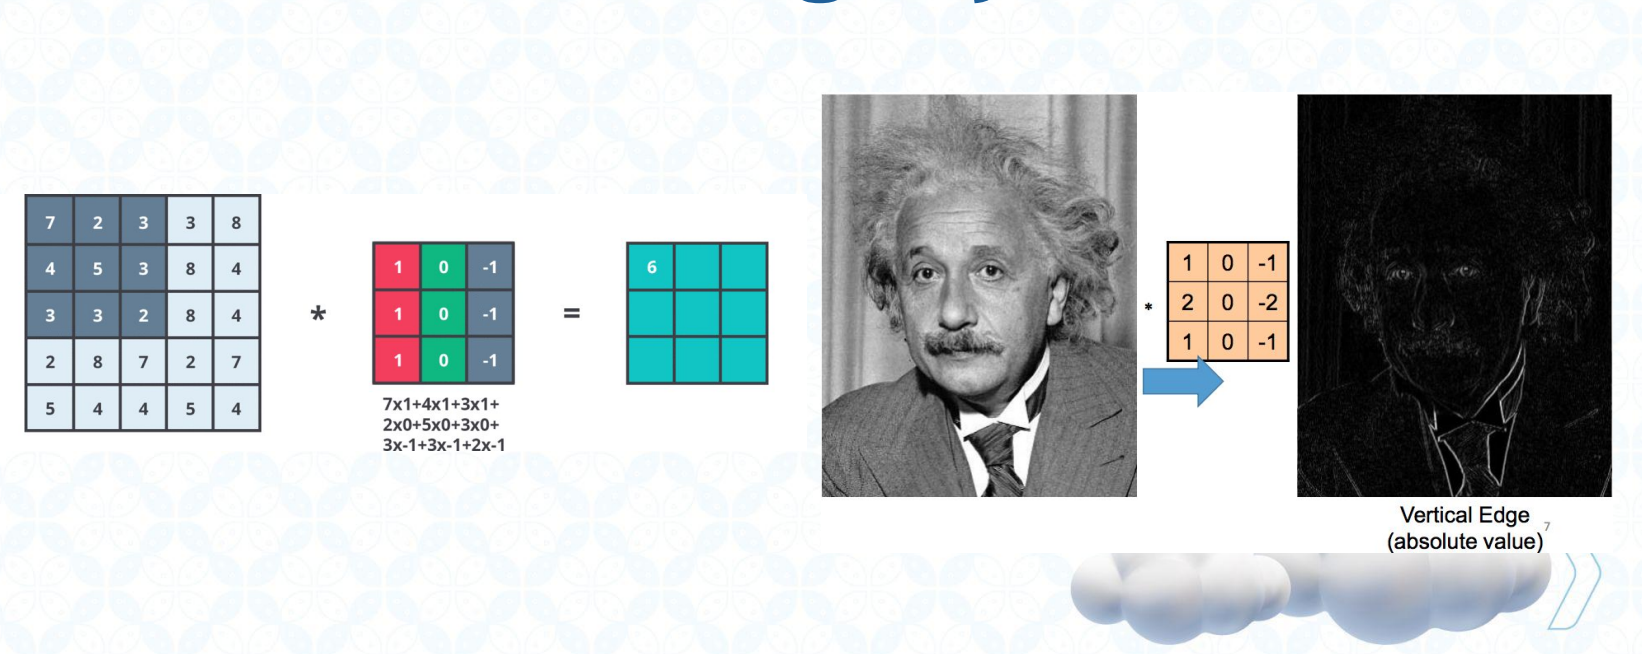 7 2 3 3 8
4 5 3 8 4
3 3 2 8 4
2 8 7 2 7
5 4 4 5 4
*
1 0 -1
1 0 -1
1 0 -1
7x1+4x1+3x1+
2x0+5x0+3x0+
3x-1+3x-1+2x-1
=
6
*
1 0 -1
2 0 -2
1 0 -1
Vertical Edge
(absolute value)
7